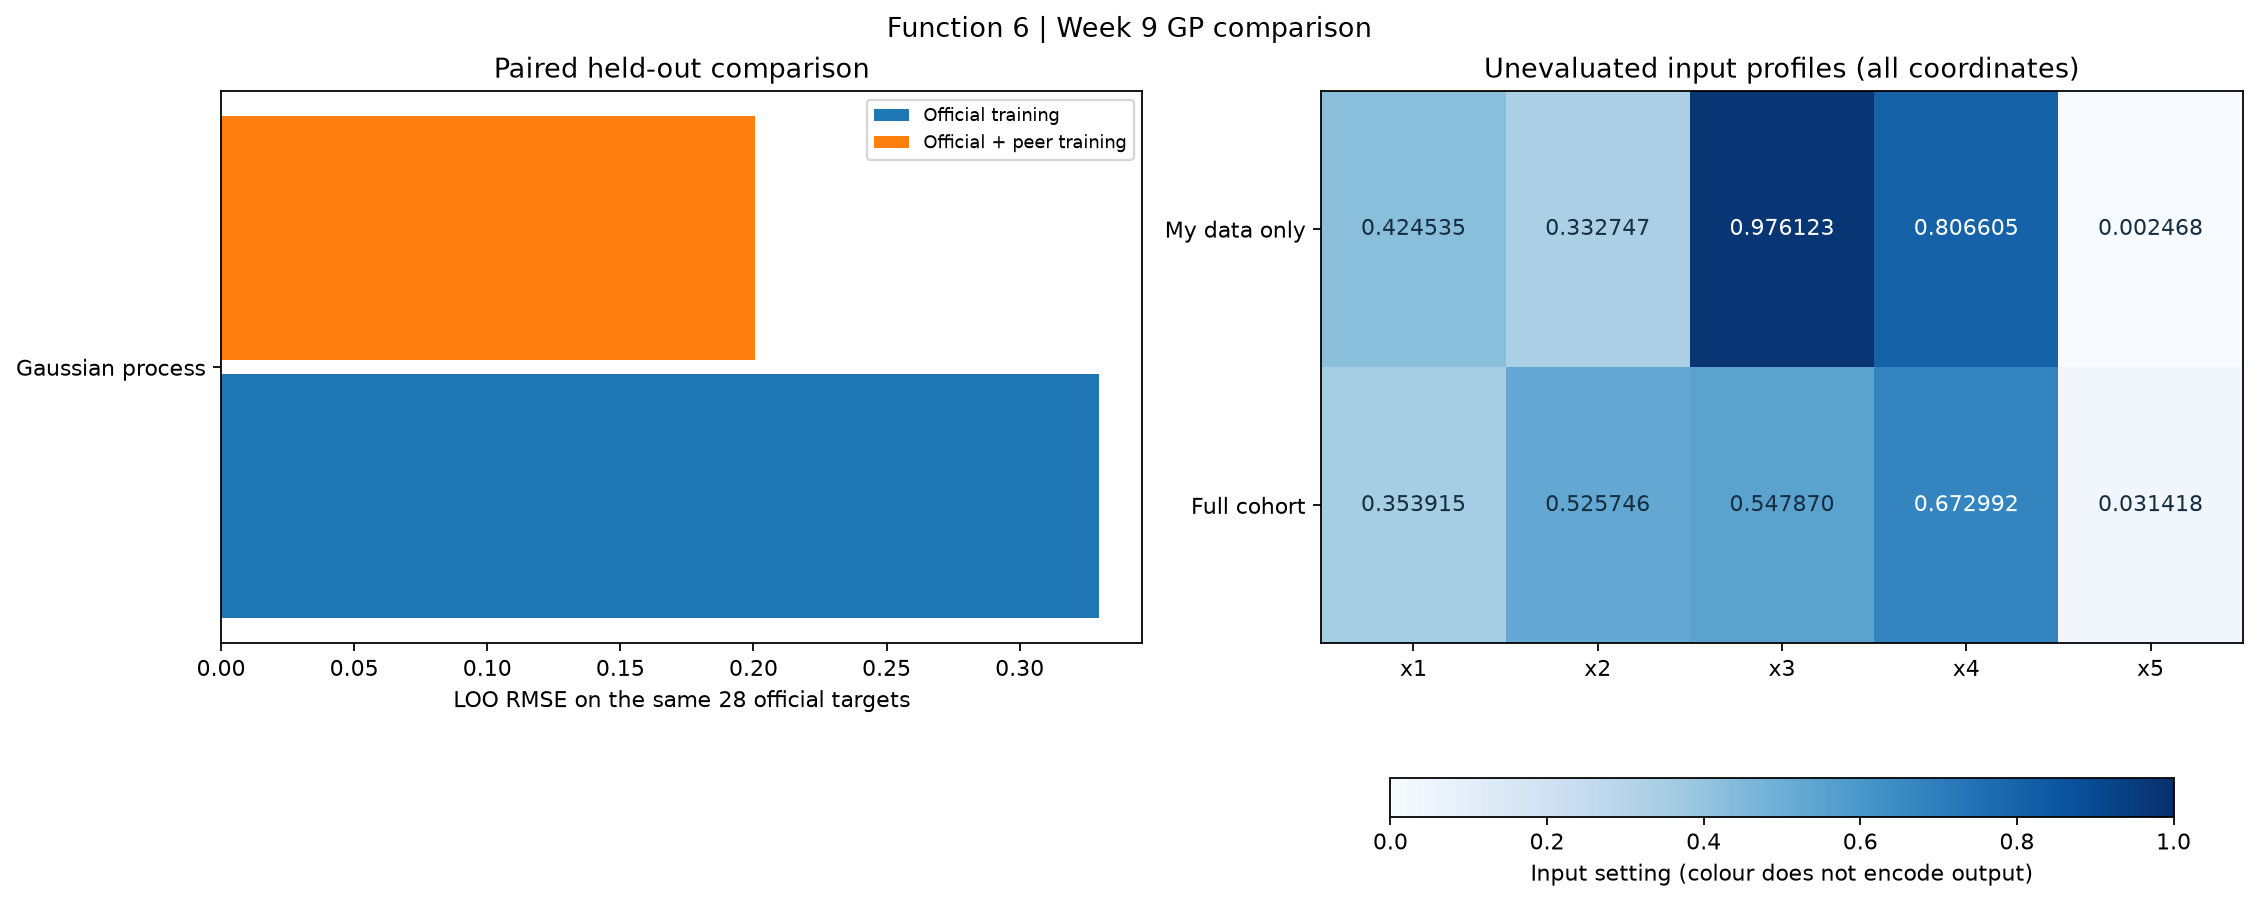 Function 6 | Week 9 GP comparison
Paired held-out comparison
Official training
Official + peer training
Gaussian process
0.00 0.05 0.10 0.15 0.20 0.25 0.30
LOO RMSE on the same 28 official targets
Unevaluated input profiles (all coordinates)
My data only 0.424535 0.332747 0.976123 0.806605 0.002468
Full cohort 0.353915 0.525746 0.547870 0.672992 0.031418
x1 x2 x3 x4 x5
0.0 0.2 0.4 0.6 0.8 1.0
Input setting (colour does not encode output)